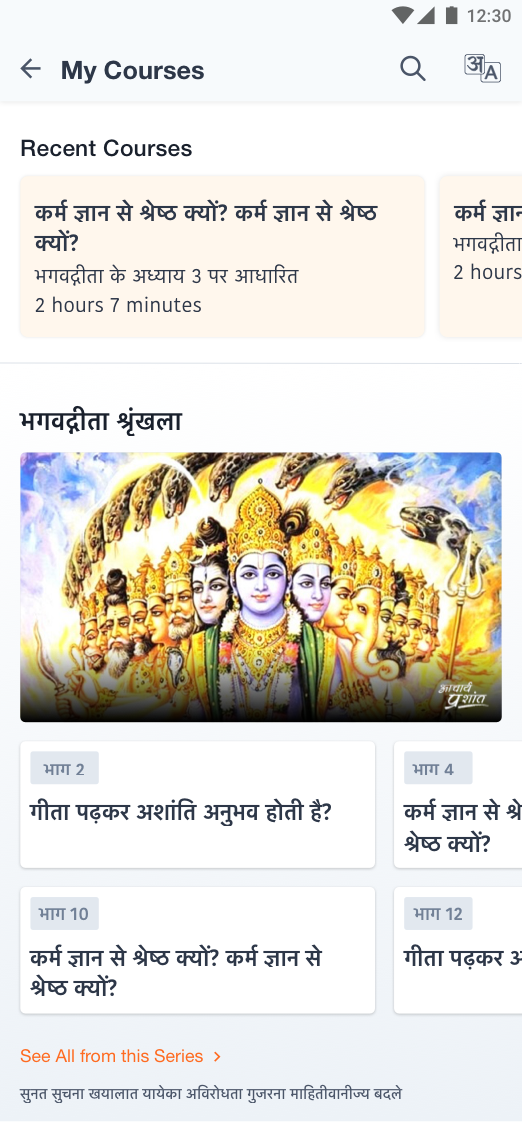 12:30
My Courses
अ A
Recent Courses
कर्म ज्ञान से श्रेष्ठ क्यों? कर्म ज्ञान से श्रेष्ठ
क्यों?
भगवद्गीता के अध्याय 3 पर आधारित
2 hours 7 minutes
कर्म ज्ञान
भगवद्गीता
2 hours
भगवद्गीता श्रृंखला
आचार्य
प्रशांत
भाग 2
गीता पढ़कर अशांति अनुभव होती है?
भाग 4
कर्म ज्ञान से श्रे
श्रेष्ठ क्यों?
भाग 10
कर्म ज्ञान से श्रेष्ठ क्यों? कर्म ज्ञान से
श्रेष्ठ क्यों?
भाग 12
गीता पढ़कर अ
See All from this Series
सुनत सुचना खयालात यायेका अविरोधता गुजरना माहितीवानीज्य बदले